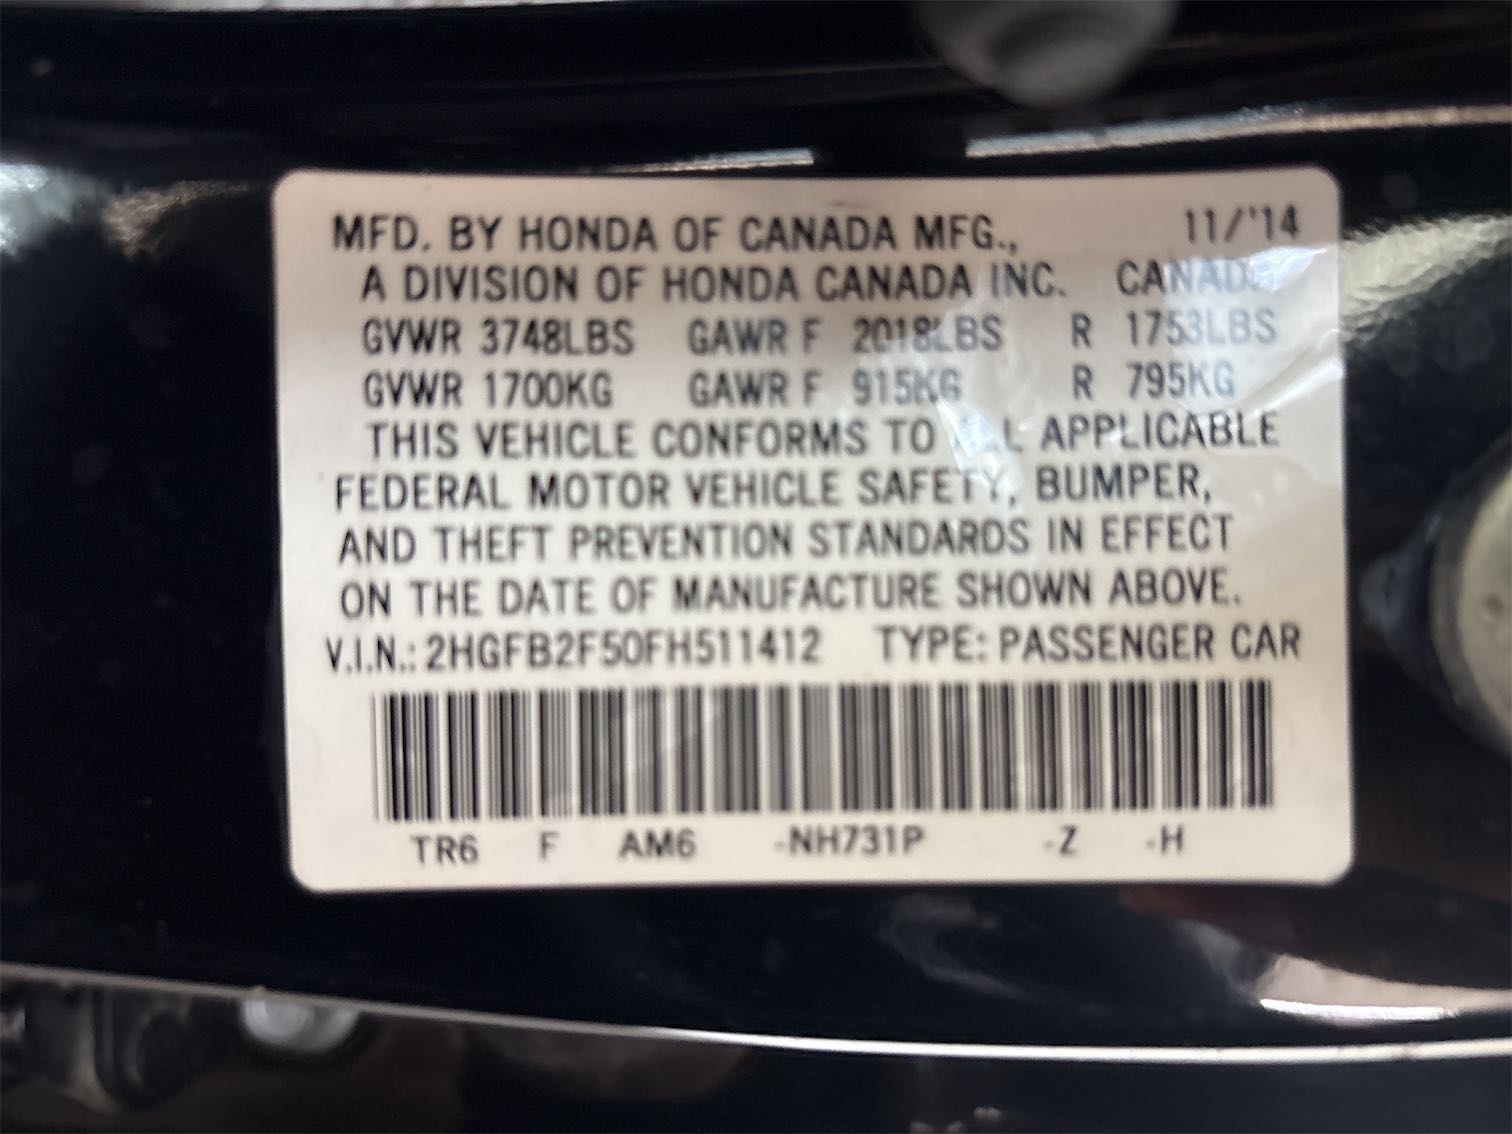 MFD. BY HONDA OF CANADA MFG., 11/'14
A DIVISION OF HONDA CANADA INC. CANADA
GVWR 3748LBS GAWR F 2018LBS R 1753LBS
GVWR 1700KG GAWR F 915KG R 795KG
THIS VEHICLE CONFORMS TO ALL APPLICABLE
FEDERAL MOTOR VEHICLE SAFETY, BUMPER,
AND THEFT PREVENTION STANDARDS IN EFFECT
ON THE DATE OF MANUFACTURE SHOWN ABOVE.
V.I.N.: 2HGFB2F50FH511412 TYPE: PASSENGER CAR
TR6 F AM6 -NH731P -Z -H